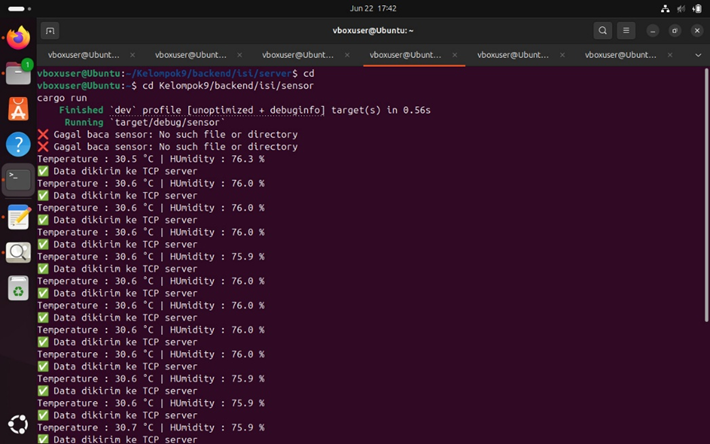 Jun 22 17:42
vboxuser@Ubuntu: ~
vboxuser@Ubunt...
vboxuser@Ubunt...
vboxuser@Ubunt...
vboxuser@Ubunt...
vboxuser@Ubunt...
vboxuser@Ubunt...
1
vboxuser@Ubuntu:~/Kelompok9/backend/isi/server$ cd
vboxuser@Ubuntu:~$ cd Kelompok9/backend/isi/sensor
cargo run
Finished `dev` profile [unoptimized + debuginfo] target(s) in 0.56s
Running `target/debug/sensor`
❌ Gagal baca sensor: No such file or directory
❌ Gagal baca sensor: No such file or directory
Temperature : 30.5 °C | HUmidity : 76.3 %
✅ Data dikirim ke TCP server
Temperature : 30.6 °C | HUmidity : 76.0 %
✅ Data dikirim ke TCP server
Temperature : 30.6 °C | HUmidity : 76.0 %
✅ Data dikirim ke TCP server
Temperature : 30.6 °C | HUmidity : 76.0 %
✅ Data dikirim ke TCP server
Temperature : 30.6 °C | HUmidity : 75.9 %
✅ Data dikirim ke TCP server
Temperature : 30.6 °C | HUmidity : 76.0 %
✅ Data dikirim ke TCP server
Temperature : 30.6 °C | HUmidity : 76.0 %
✅ Data dikirim ke TCP server
Temperature : 30.6 °C | HUmidity : 76.0 %
✅ Data dikirim ke TCP server
Temperature : 30.6 °C | HUmidity : 76.0 %
✅ Data dikirim ke TCP server
Temperature : 30.6 °C | HUmidity : 75.9 %
✅ Data dikirim ke TCP server
Temperature : 30.6 °C | HUmidity : 75.9 %
✅ Data dikirim ke TCP server
Temperature : 30.7 °C | HUmidity : 75.9 %
✅ Data dikirim ke TCP server